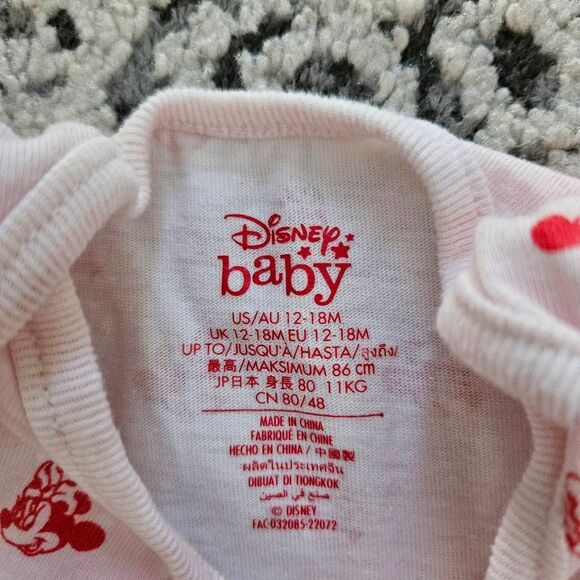 Disney
baby
US/AU 12-18M
UK 12-18M EU 12-18M
UP TO/JUSQU'À/HASTA/สูงถึง/
最高/MAKSIMUM 86 cm
JP日本 身長 80 11KG
CN 80/48
MADE IN CHINA
FABRIQUÉ EN CHINE
HECHO EN CHINA / 中國製
ผลิตในประเทศจีน
DIBUAT DI TIONGKOK
صنع في الصين
© DISNEY
FAC-032085-22072